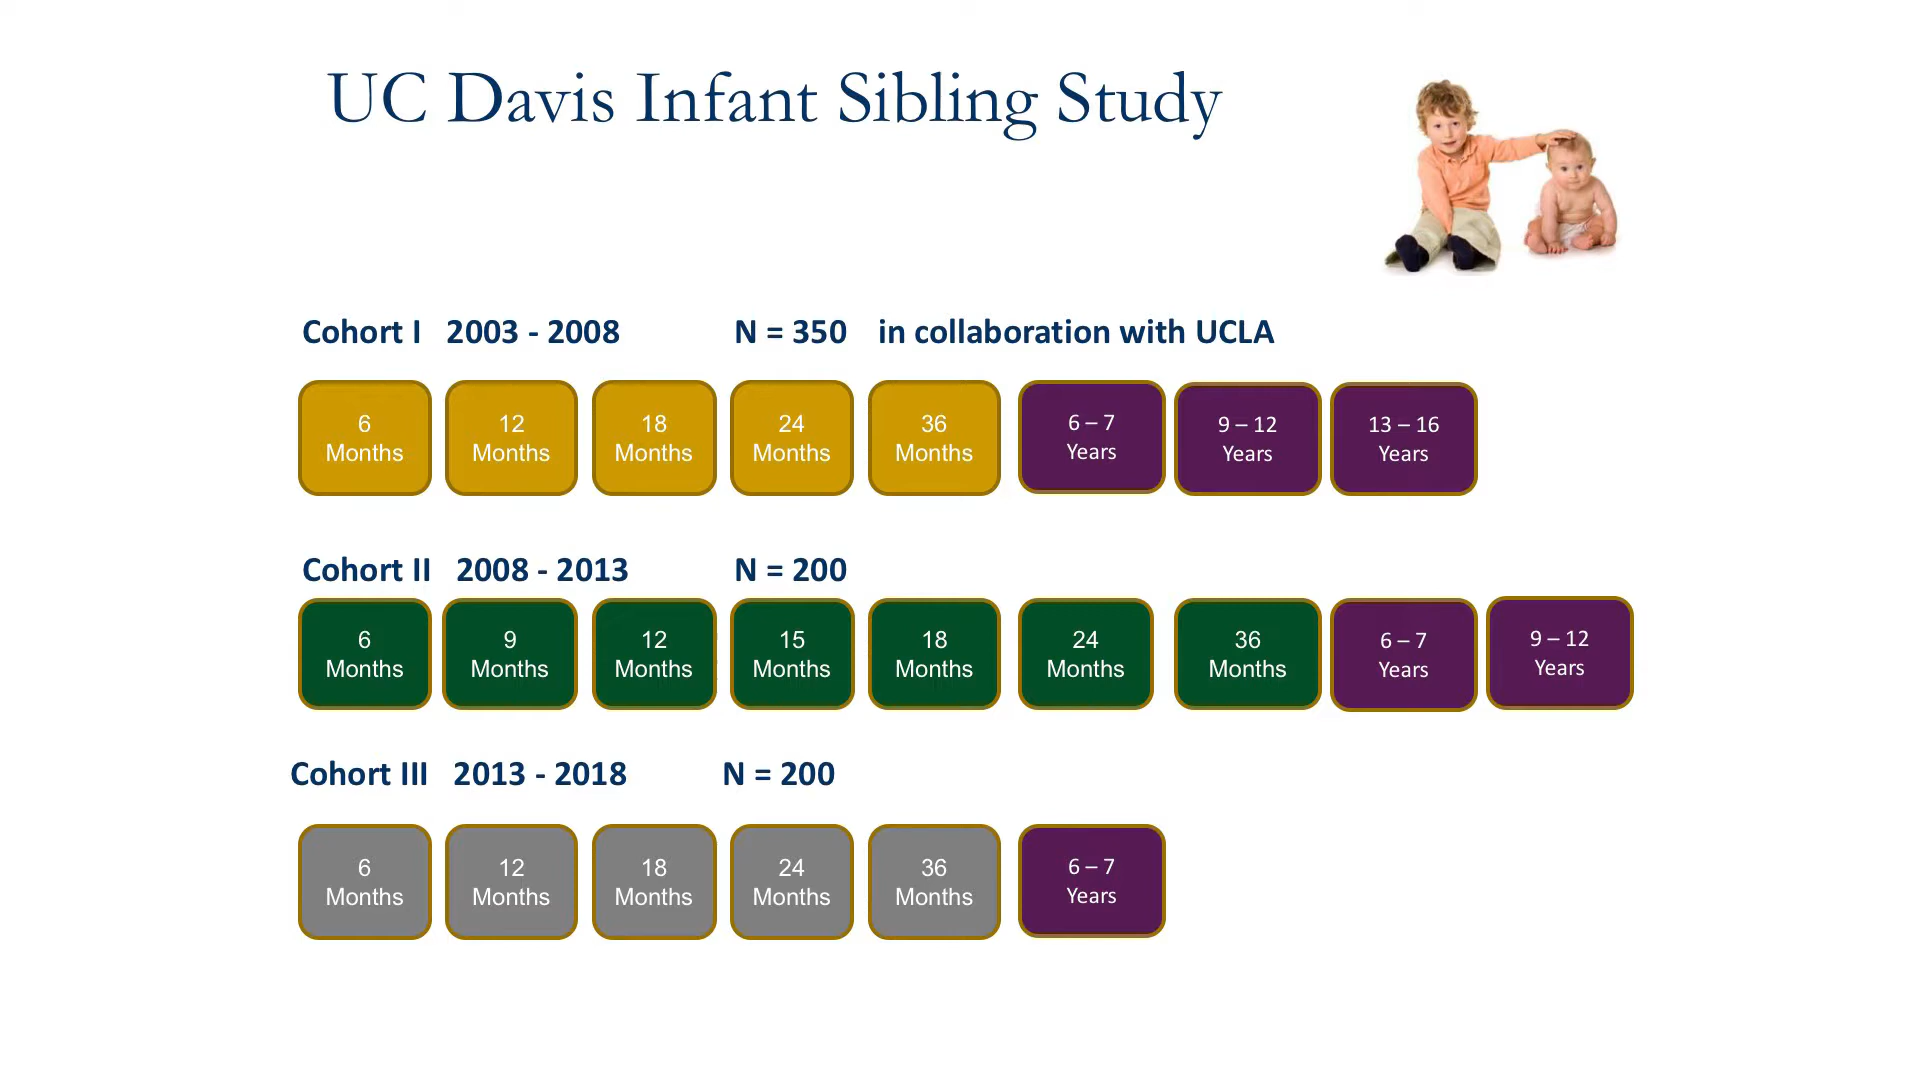 UC Davis Infant Sibling Study
Cohort I 2003 - 2008 N = 350 in collaboration with UCLA
6 Months
12 Months
18 Months
24 Months
36 Months
6 – 7 Years
9 – 12 Years
13 – 16 Years
Cohort II 2008 - 2013 N = 200
6 Months
9 Months
12 Months
15 Months
18 Months
24 Months
36 Months
6 – 7 Years
9 – 12 Years
Cohort III 2013 - 2018 N = 200
6 Months
12 Months
18 Months
24 Months
36 Months
6 – 7 Years